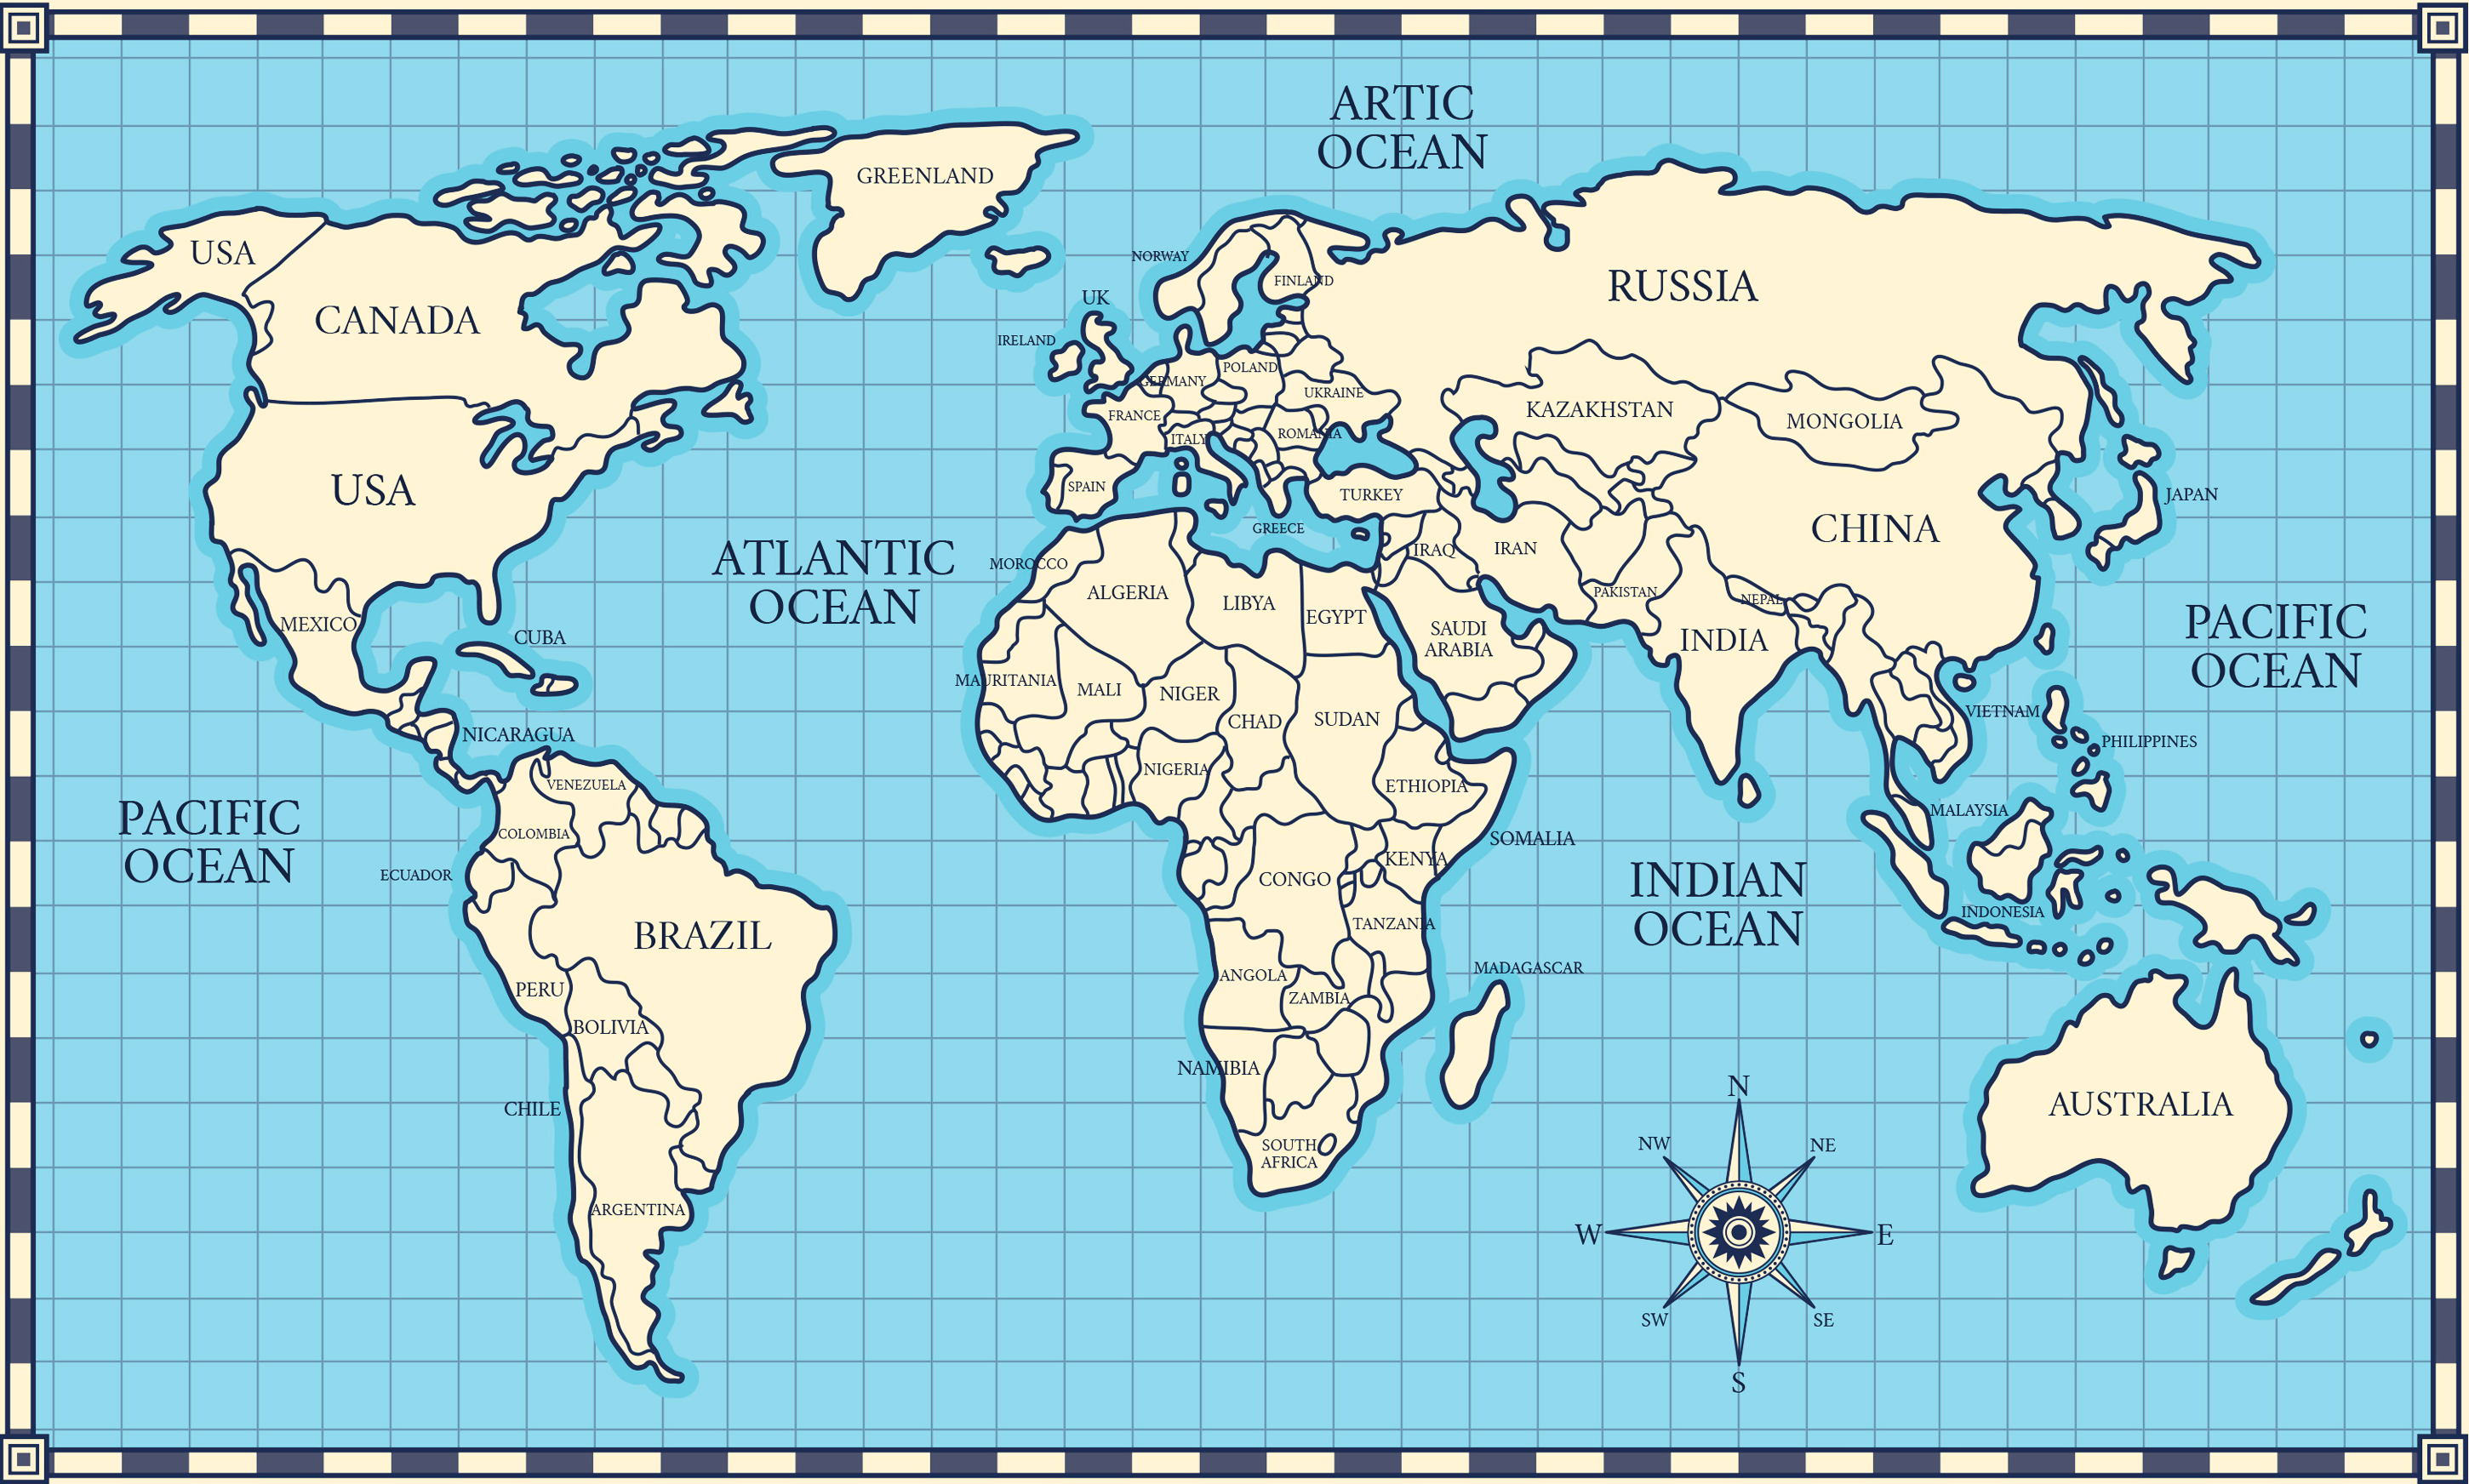 ARTIC
OCEAN
GREENLAND
USA
CANADA
NORWAY
FINLAND
RUSSIA
UK
IRELAND
GERMANY
POLAND
UKRAINE
FRANCE
ITALY
ROMANIA
KAZAKHSTAN
MONGOLIA
USA
SPAIN
GREECE
TURKEY
CHINA
JAPAN
ATLANTIC
OCEAN
MOROCCO
ALGERIA
LIBYA
EGYPT
IRAQ
IRAN
PAKISTAN
NEPAL
INDIA
SAUDI
ARABIA
PACIFIC
OCEAN
MEXICO
CUBA
NICARAGUA
MAURITANIA
MALI
NIGER
CHAD
SUDAN
NIGERIA
ETHIOPIA
VIETNAM
PHILIPPINES
MALAYSIA
PACIFIC
OCEAN
VENEZUELA
COLOMBIA
ECUADOR
SOMALIA
KENYA
CONGO
TANZANIA
INDIAN
OCEAN
INDONESIA
BRAZIL
PERU
BOLIVIA
ANGOLA
ZAMBIA
MADAGASCAR
NAMIBIA
CHILE
AUSTRALIA
SOUTH
AFRICA
ARGENTINA
N
NW
NE
W
E
SW
SE
S